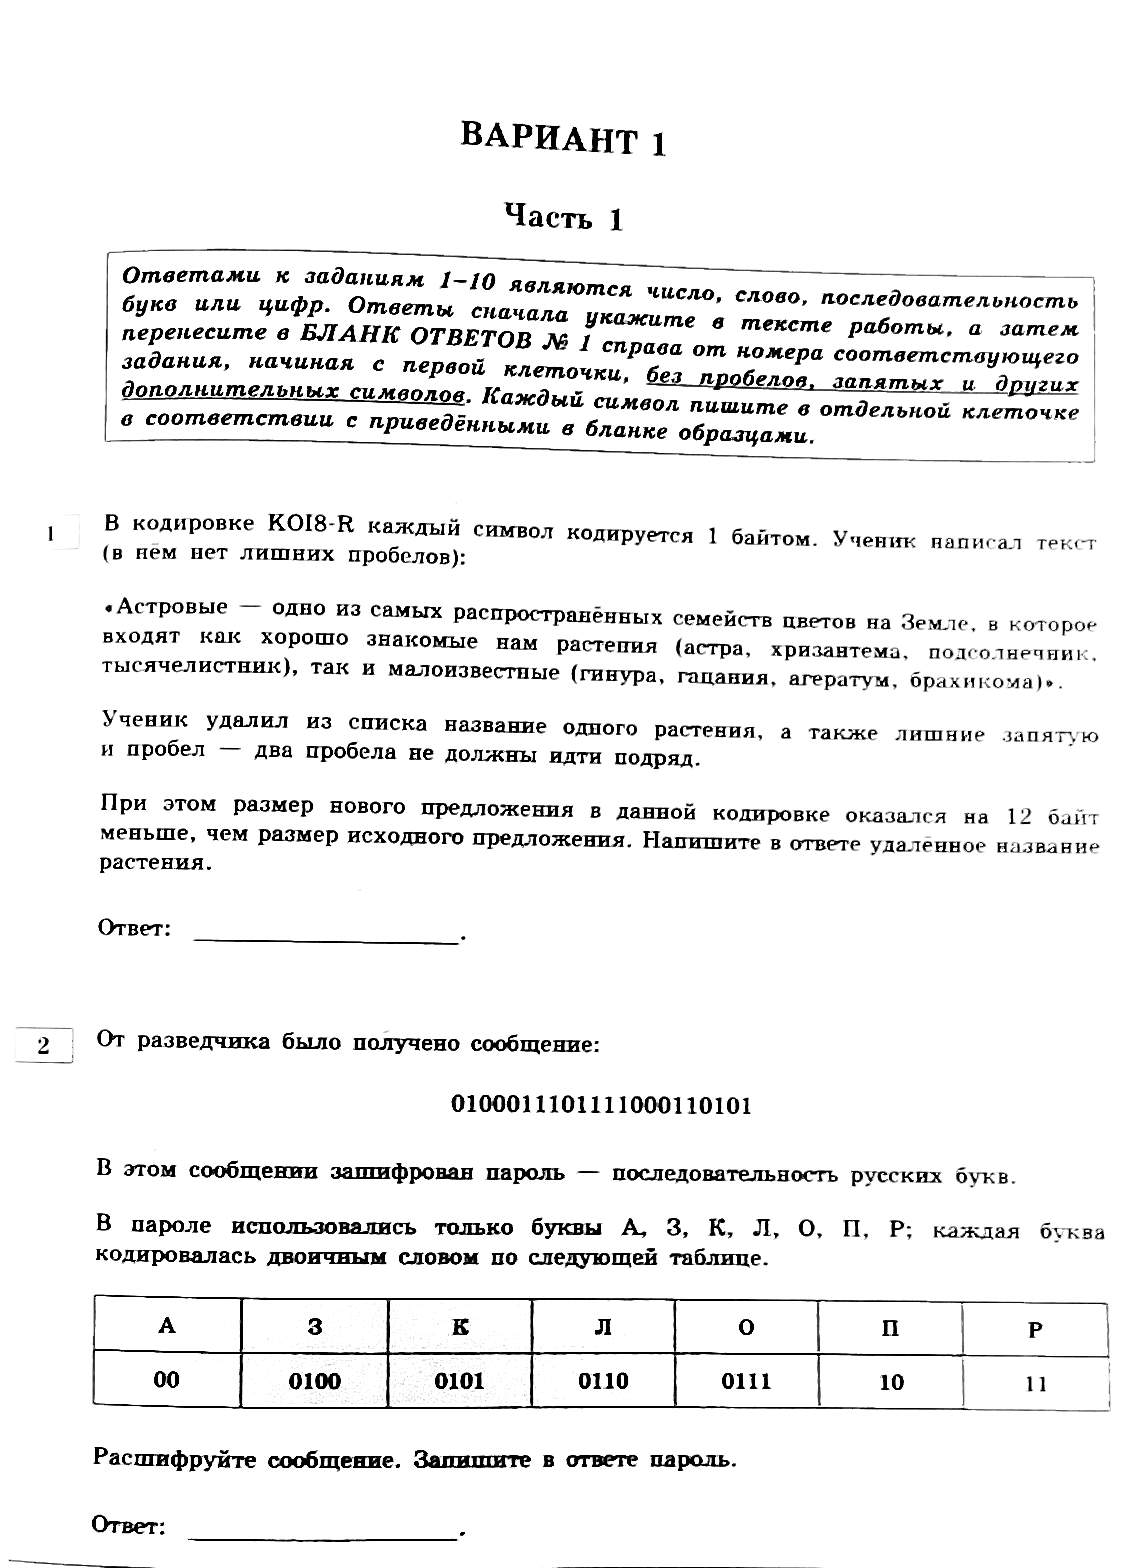 ВАРИАНТ 1
Часть 1
Ответами к заданиям 1–10 являются число, слово, последовательность
букв или цифр. Ответы сначала укажите в тексте работы, а затем
перенесите в БЛАНК ОТВЕТОВ № 1 справа от номера соответствующего
задания, начиная с первой клеточки, без пробелов, запятых и других
дополнительных символов. Каждый символ пишите в отдельной клеточке
в соответствии с приведёнными в бланке образцами.
1
В кодировке KOI8-R каждый символ кодируется 1 байтом. Ученик написал текст
(в нём нет лишних пробелов):
«Астровые — одно из самых распространённых семейств цветов на Земле, в которое
входят как хорошо знакомые нам растения (астра, хризантема, подсолнечник,
тысячелистник), так и малоизвестные (гинура, гацания, агератум, брахикома)».
Ученик удалил из списка название одного растения, а также лишние запятую
и пробел — два пробела не должны идти подряд.
При этом размер нового предложения в данной кодировке оказался на 12 байт
меньше, чем размер исходного предложения. Напишите в ответе удалённое название
растения.
Ответ: .
2
От разведчика было получено сообщение:
0100011101111000110101
В этом сообщении зашифрован пароль — последовательность русских букв.
В пароле использовались только буквы А, З, К, Л, О, П, Р; каждая буква
кодировалась двоичным словом по следующей таблице.
А З К Л О П Р
00 0100 0101 0110 0111 10 11
Расшифруйте сообщение. Запишите в ответе пароль.
Ответ: .